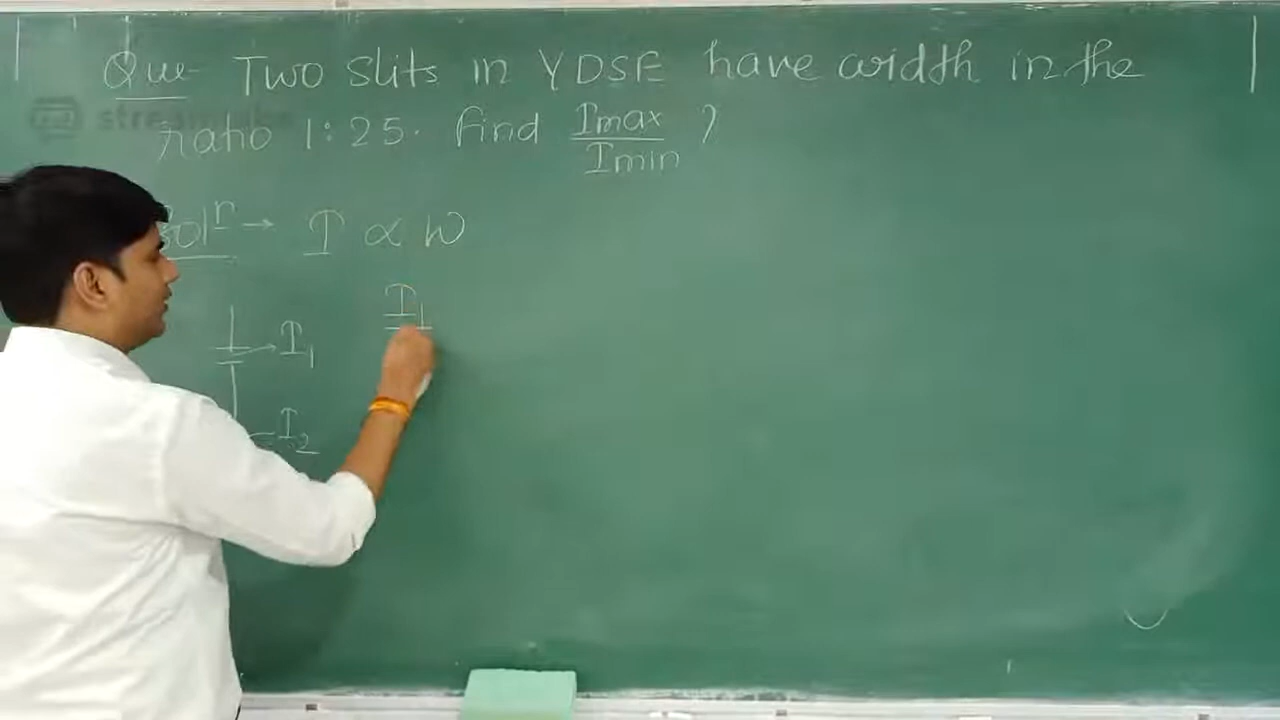 Que Two Slits in YDSE have width in the
ratio 1:25. find Imax/Imin ?
Solⁿ → I ∝ W
I₁
I₁
I₂